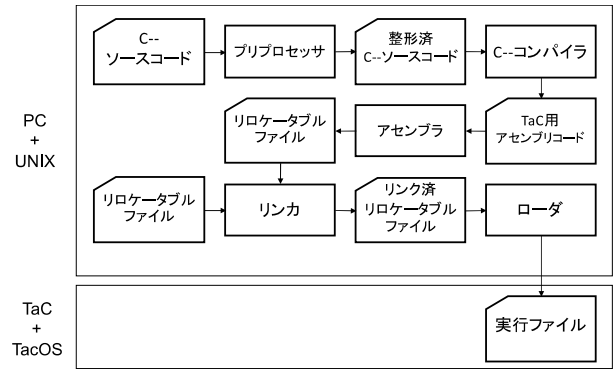 C--
ソースコード
プリプロセッサ
整形済
C--ソースコード
C--コンパイラ
PC
+
UNIX
リロケータブル
ファイル
アセンブラ
TaC用
アセンブリコード
リロケータブル
ファイル
リンカ
リンク済
リロケータブル
ファイル
ローダ
TaC
+
TacOS
実行ファイル